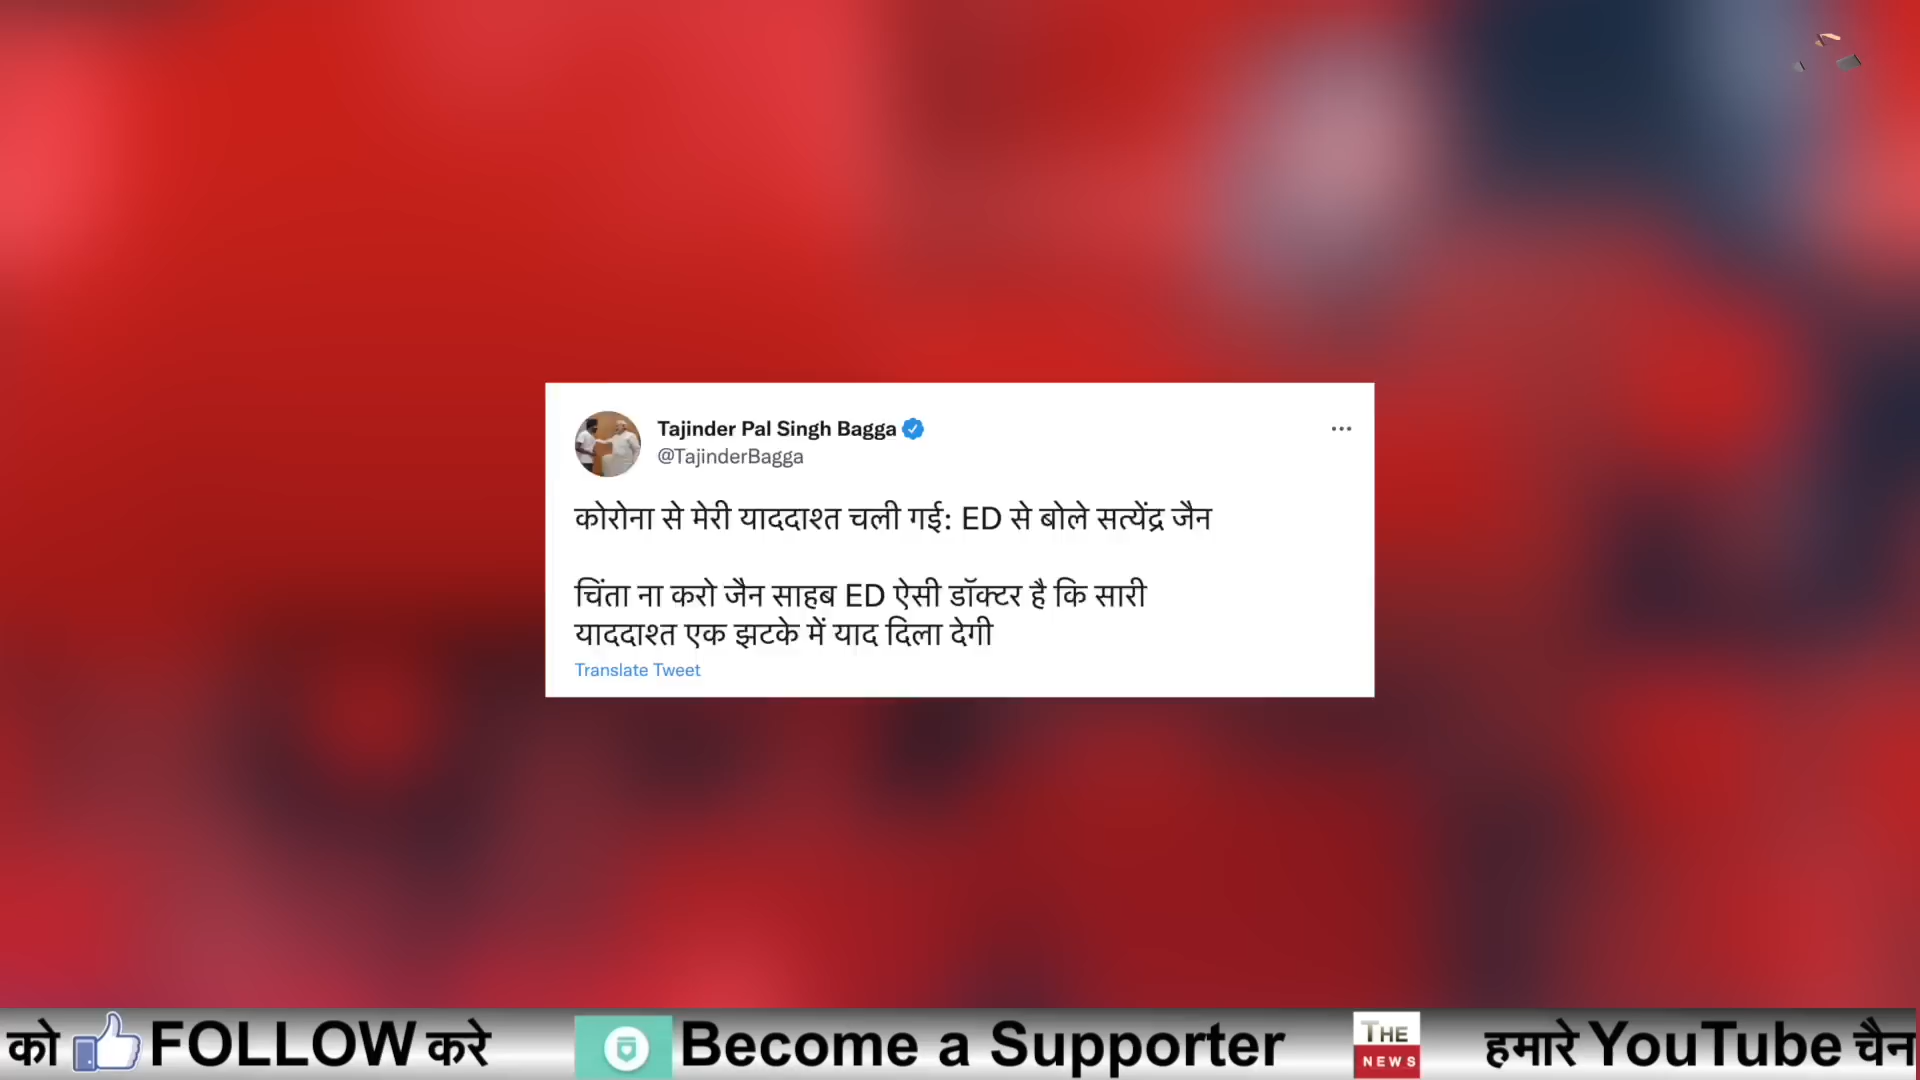 Tajinder Pal Singh Bagga
@TajinderBagga
कोरोना से मेरी याददाश्त चली गई: ED से बोले सत्येंद्र जैन
चिंता ना करो जैन साहब ED ऐसी डॉक्टर है कि सारी
याददाश्त एक झटके में याद दिला देगी
Translate Tweet
को FOLLOW करे Become a Supporter THE NEWS हमारे YouTube चैन